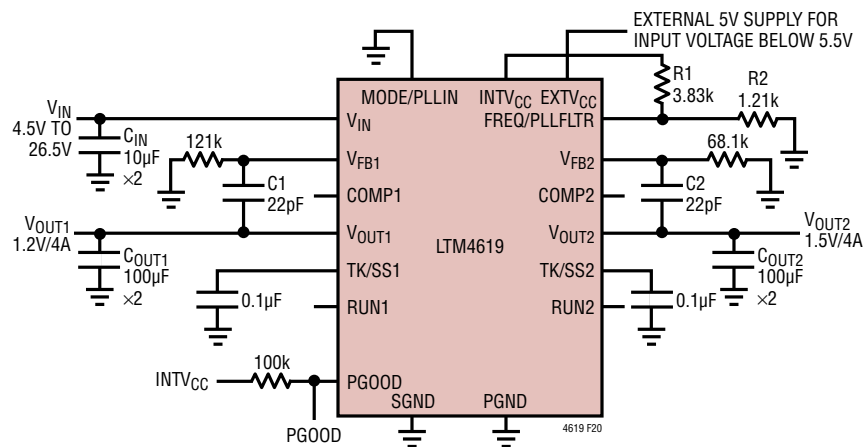 EXTERNAL 5V SUPPLY FOR
INPUT VOLTAGE BELOW 5.5V
R1
3.83k
R2
1.21k
MODE/PLLIN
INTVCC
EXTVCC
FREQ/PLLFLTR
VIN
4.5V TO
26.5V
CIN
10µF
×2
VIN
121k
VFB1
VFB2
68.1k
C1
22pF
COMP1
COMP2
C2
22pF
VOUT1
1.2V/4A
VOUT1
LTM4619
VOUT2
VOUT2
1.5V/4A
COUT1
100µF
×2
COUT2
100µF
×2
TK/SS1
TK/SS2
0.1µF
RUN1
RUN2
0.1µF
INTVCC
100k
PGOOD
PGOOD
SGND
PGND
4619 F20